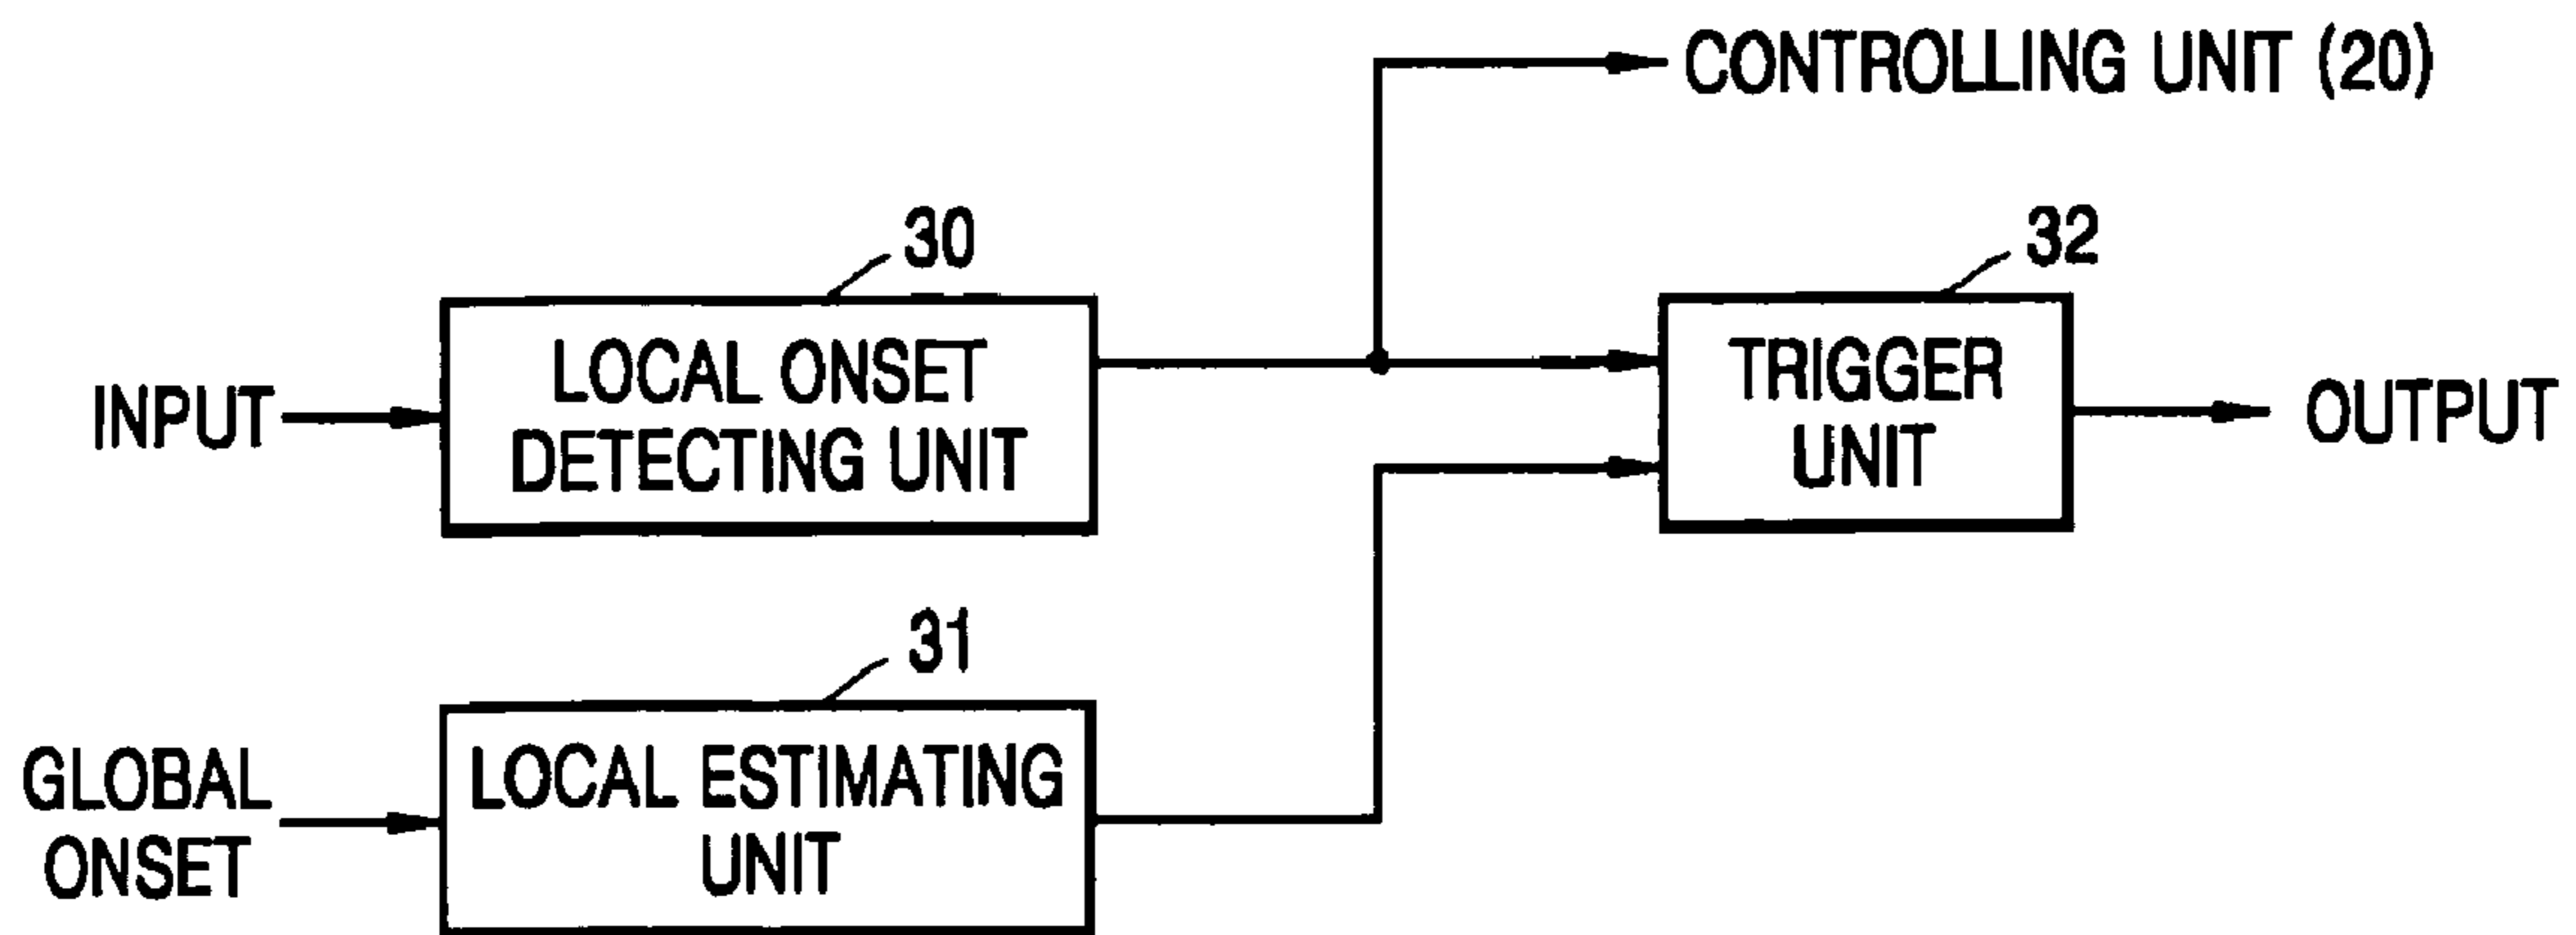 CONTROLLING UNIT (20)
30
32
LOCAL ONSET
DETECTING UNIT
TRIGGER
UNIT
INPUT
OUTPUT
31
GLOBAL
ONSET
LOCAL ESTIMATING
UNIT